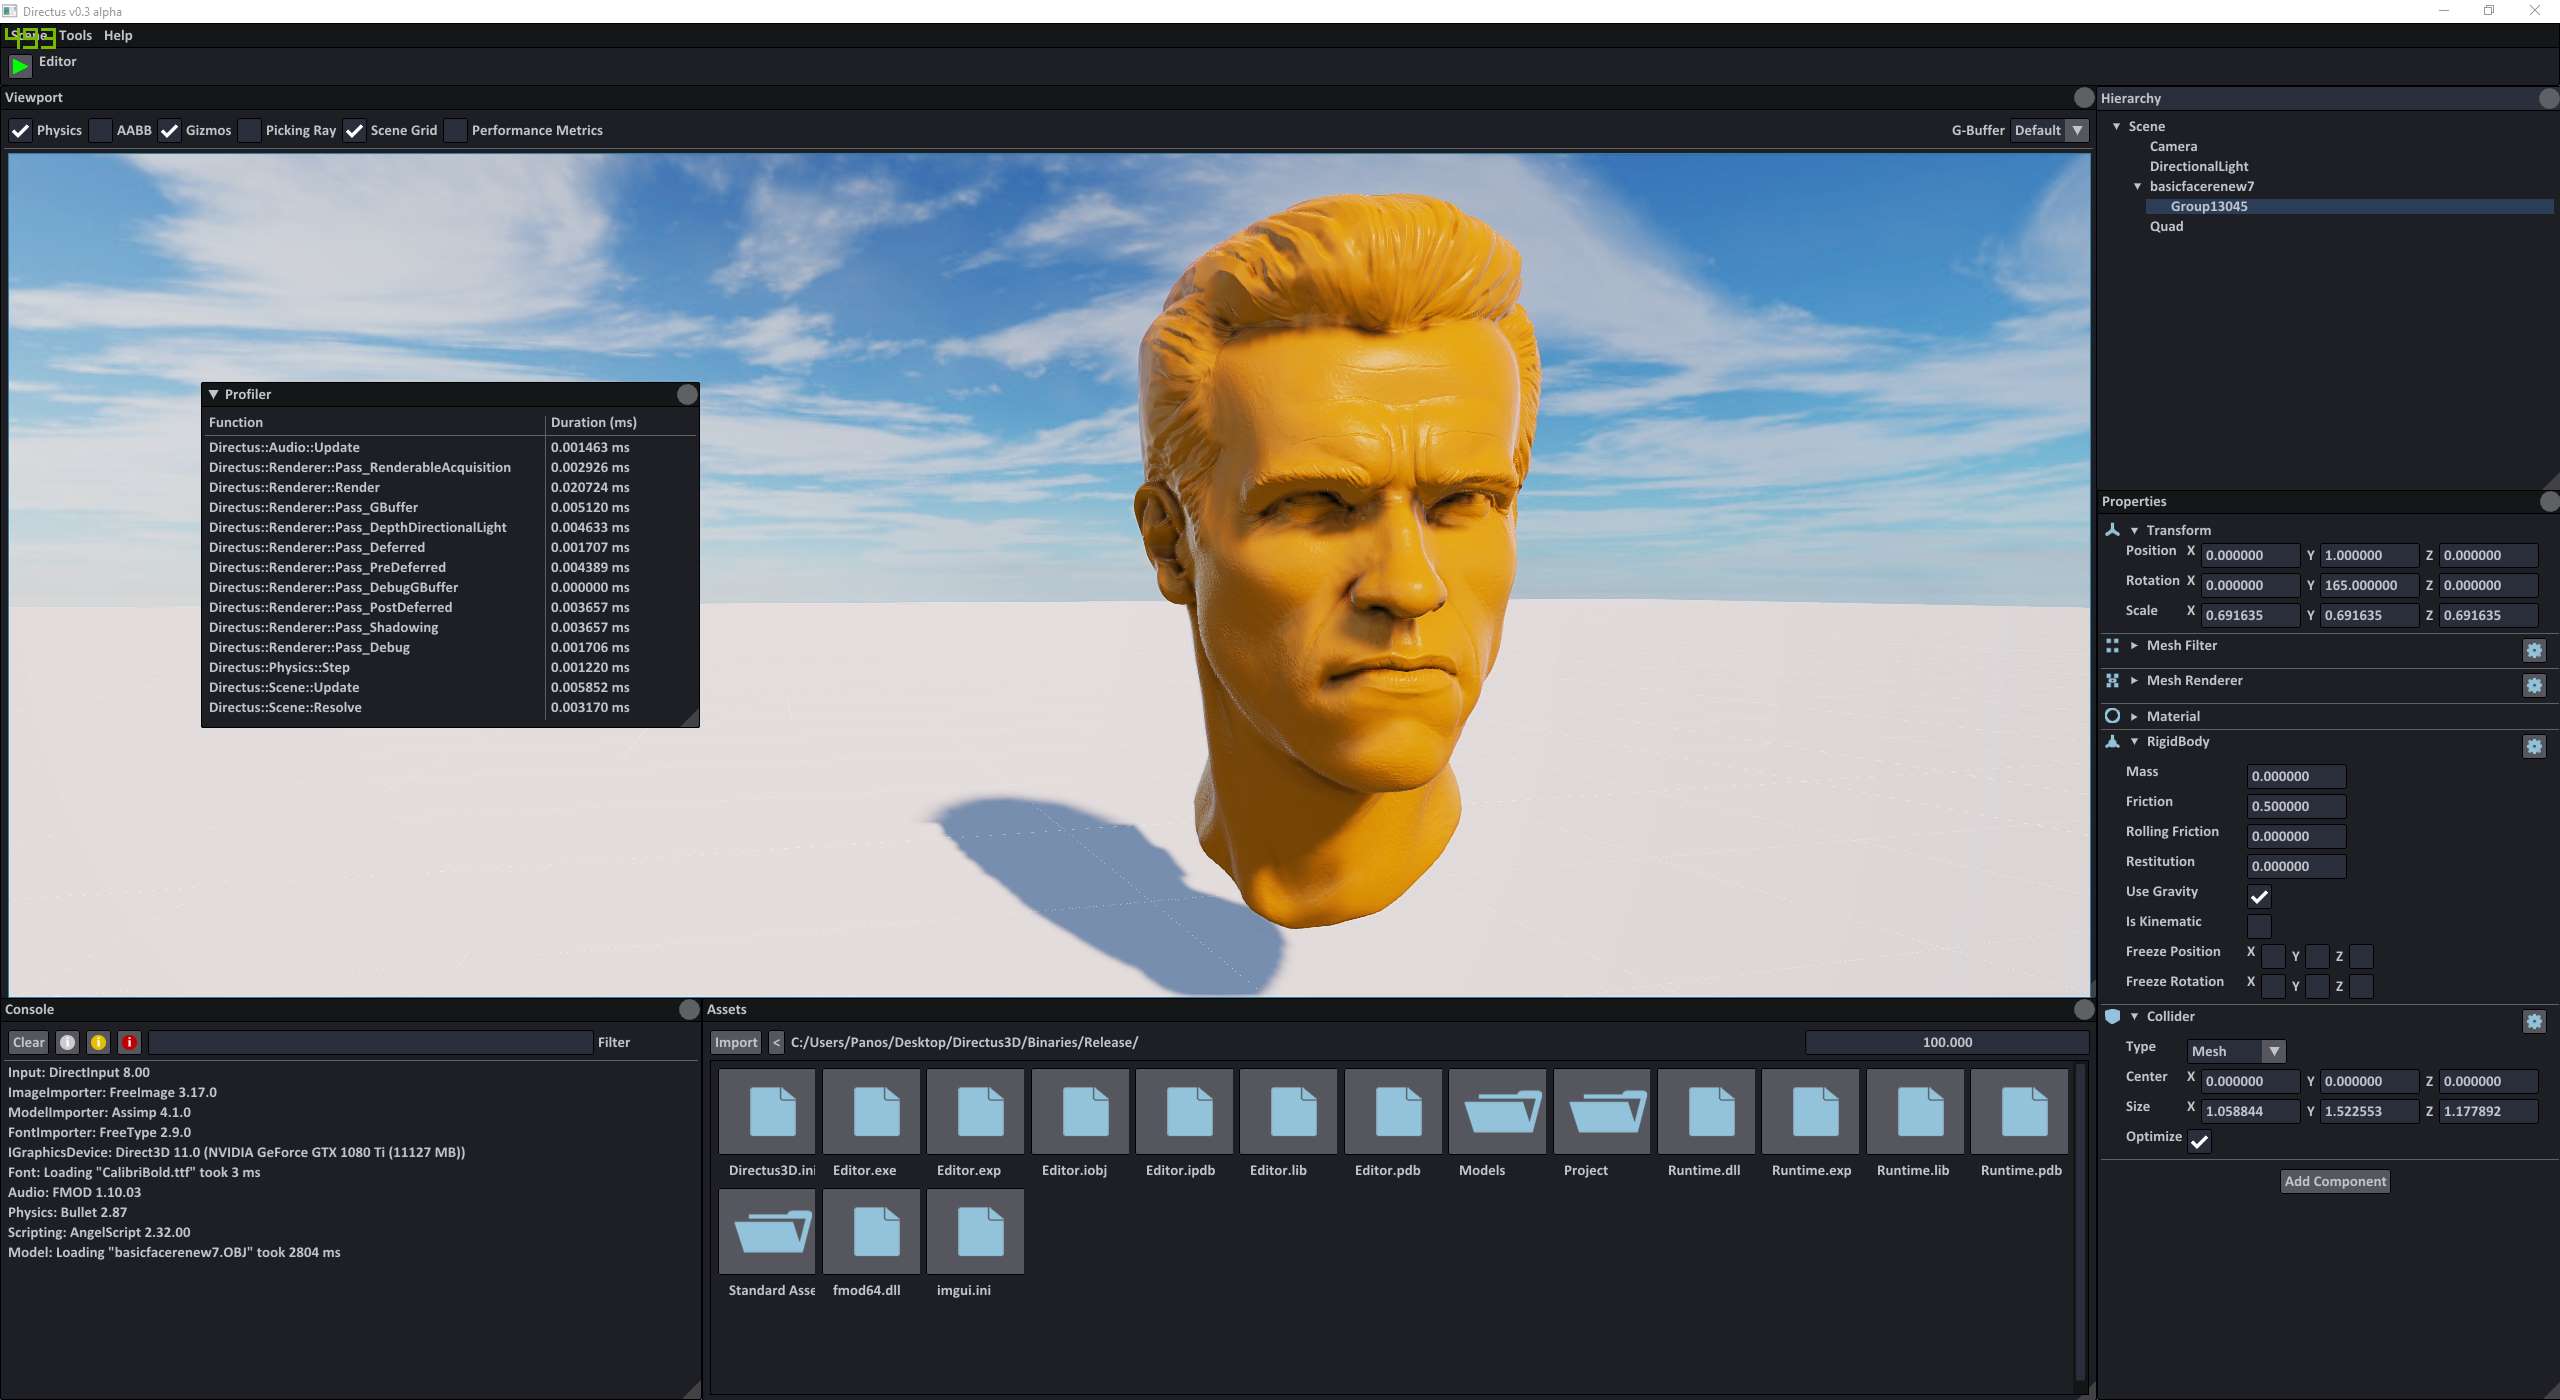 Directus v0.3 alpha
499
Tools Help
Editor
Viewport
Physics AABB Gizmos Picking Ray Scene Grid Performance Metrics
G-Buffer Default
Profiler
Function Duration (ms)
Directus::Audio::Update 0.001463 ms
Directus::Renderer::Pass_RenderableAcquisition 0.002926 ms
Directus::Renderer::Render 0.020724 ms
Directus::Renderer::Pass_GBuffer 0.005120 ms
Directus::Renderer::Pass_DepthDirectionalLight 0.004633 ms
Directus::Renderer::Pass_Deferred 0.001707 ms
Directus::Renderer::Pass_PreDeferred 0.004389 ms
Directus::Renderer::Pass_DebugGBuffer 0.000000 ms
Directus::Renderer::Pass_PostDeferred 0.003657 ms
Directus::Renderer::Pass_Shadowing 0.003657 ms
Directus::Renderer::Pass_Debug 0.001706 ms
Directus::Physics::Step 0.001220 ms
Directus::Scene::Update 0.005852 ms
Directus::Scene::Resolve 0.003170 ms
Hierarchy
Scene
Camera
DirectionalLight
basicfacerenew7
Group13045
Quad
Properties
Transform
Position X 0.000000 Y 1.000000 Z 0.000000
Rotation X 0.000000 Y 165.000000 Z 0.000000
Scale X 0.691635 Y 0.691635 Z 0.691635
Mesh Filter
Mesh Renderer
Material
RigidBody
Mass 0.000000
Friction 0.500000
Rolling Friction 0.000000
Restitution 0.000000
Use Gravity
Is Kinematic
Freeze Position X Y Z
Freeze Rotation X Y Z
Collider
Type Mesh
Center X 0.000000 Y 0.000000 Z 0.000000
Size X 1.058844 Y 1.522553 Z 1.177892
Optimize
Add Component
Console
Clear Filter
Input: DirectInput 8.00
ImageImporter: FreeImage 3.17.0
ModelImporter: Assimp 4.1.0
FontImporter: FreeType 2.9.0
IGraphicsDevice: Direct3D 11.0 (NVIDIA GeForce GTX 1080 Ti (11127 MB))
Font: Loading "CalibriBold.ttf" took 3 ms
Audio: FMOD 1.10.03
Physics: Bullet 2.87
Scripting: AngelScript 2.32.00
Model: Loading "basicfacerenew7.OBJ" took 2804 ms
Assets
Import < C:/Users/Panos/Desktop/Directus3D/Binaries/Release/ 100.000
Directus3D.ini Editor.exe Editor.exp Editor.iobj Editor.ipdb Editor.lib Editor.pdb Models Project Runtime.dll Runtime.exp Runtime.lib Runtime.pdb
Standard Asse fmod64.dll imgui.ini